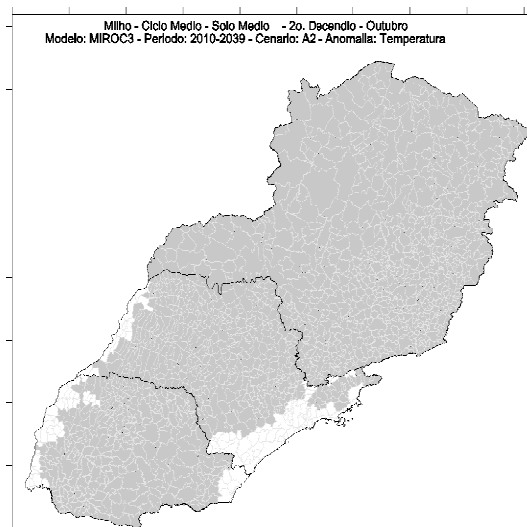 Milho - Ciclo Medio - Solo Medio - 2o. Decendio - Outubro
Modelo: MIROC3 - Periodo: 2010-2039 - Cenario: A2 - Anomalia: Temperatura